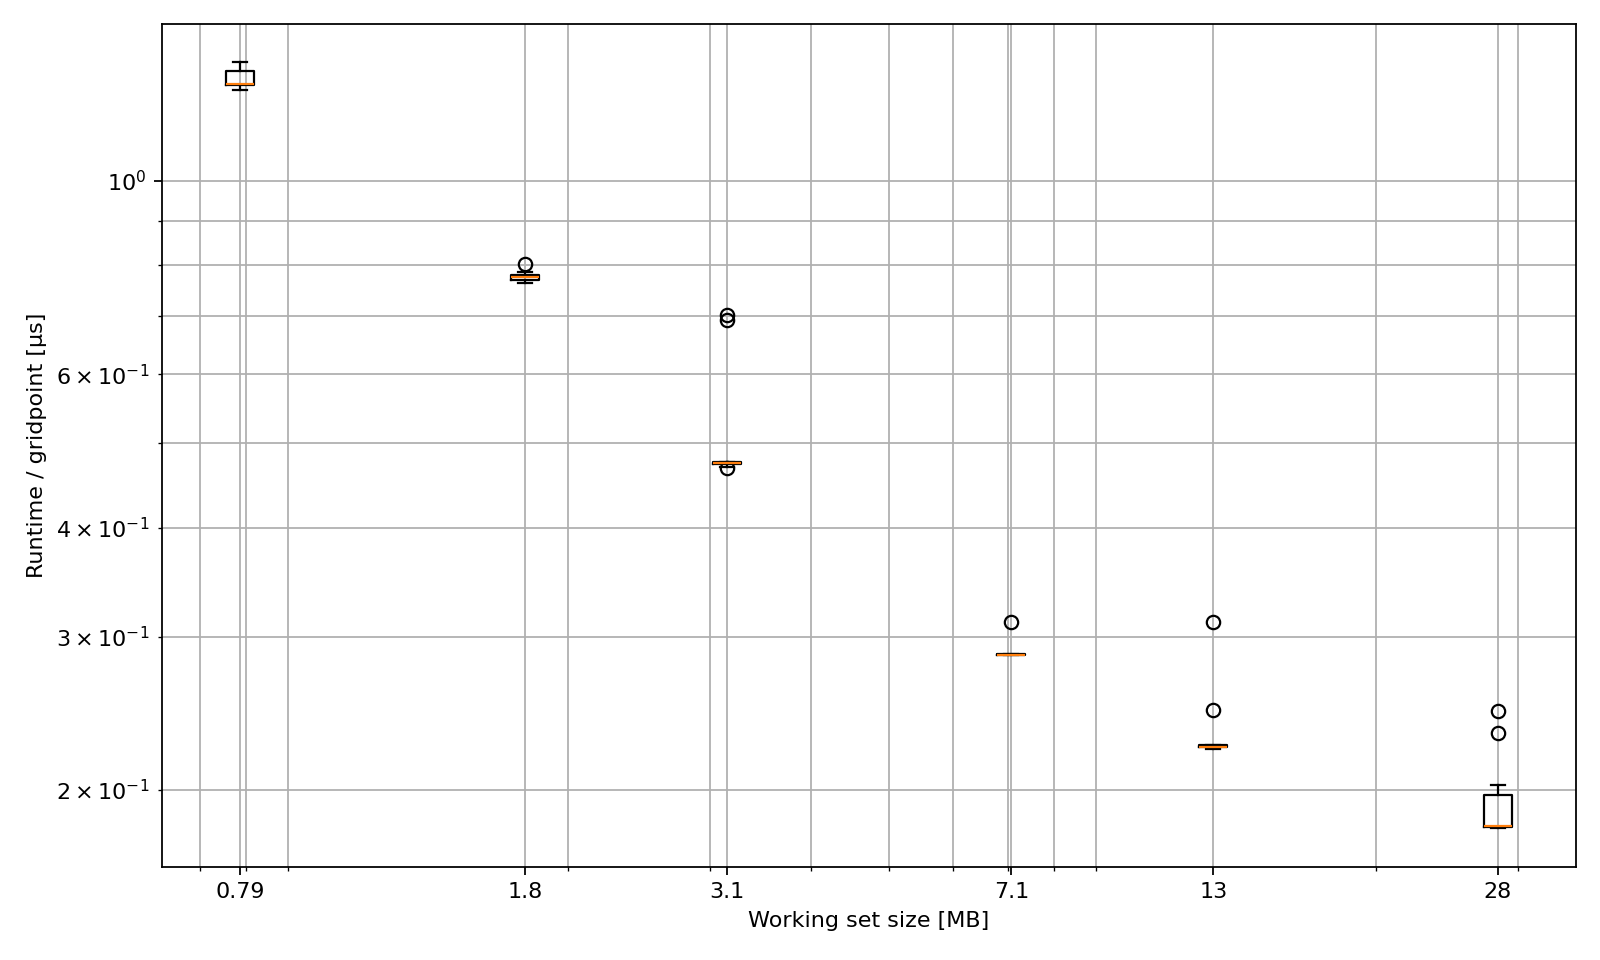 Runtime / gridpoint [µs]
10⁰
6 × 10⁻¹
4 × 10⁻¹
3 × 10⁻¹
2 × 10⁻¹
0.79 1.8 3.1 7.1 13 28
Working set size [MB]